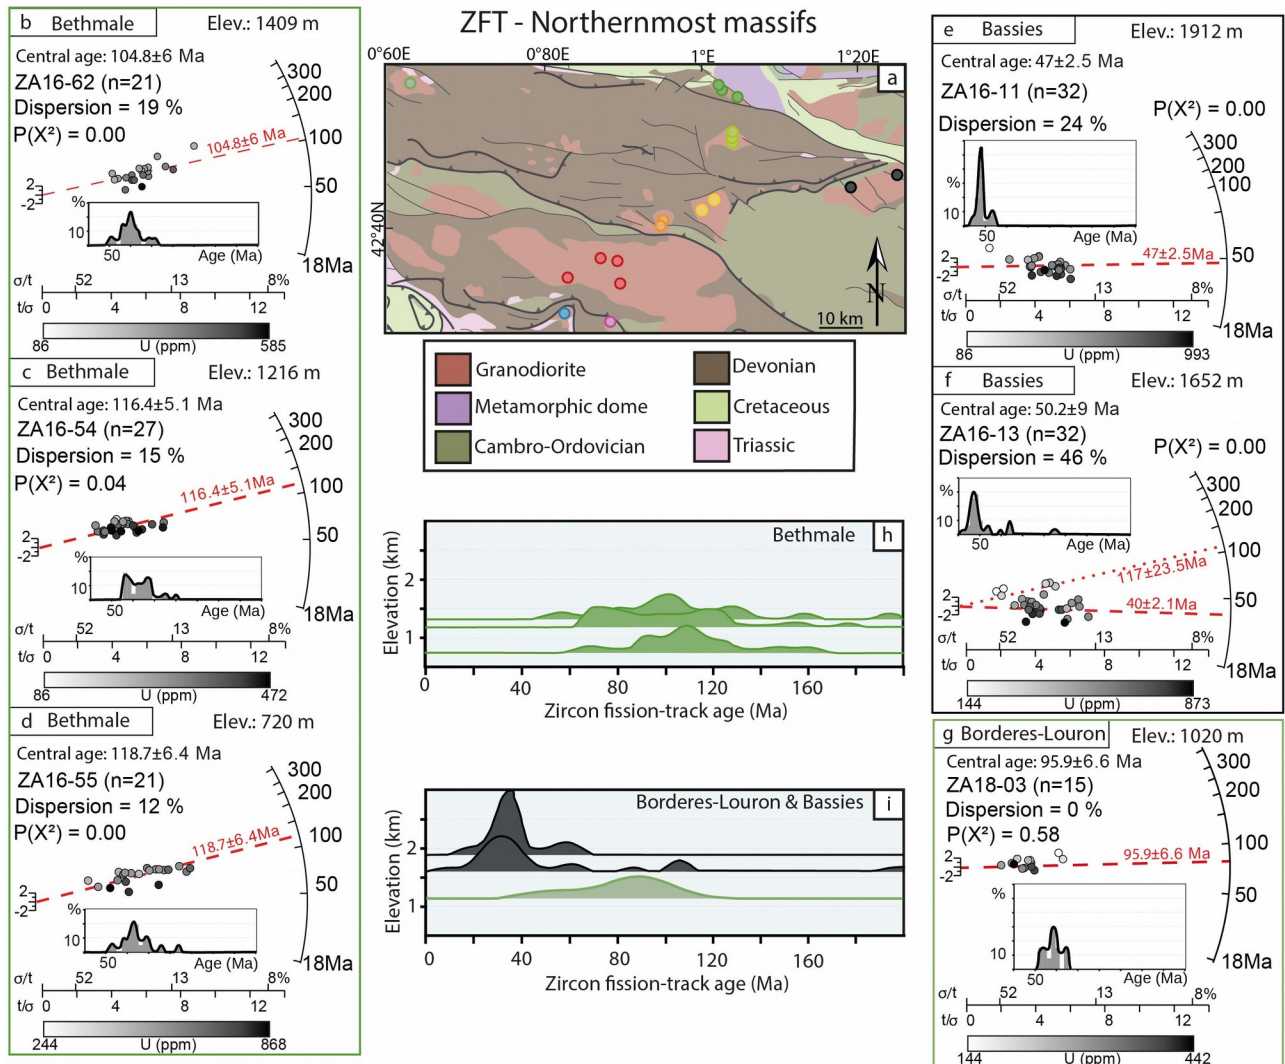 ZFT - Northernmost massifs
b
Bethmale
Elev.: 1409 m
Central age: 104.8±6 Ma
ZA16-62 (n=21)
Dispersion = 19 %
P(X²) = 0.00
104.8±6 Ma
300
200
100
50
18Ma
2
-2
%
10
50
Age (Ma)
σ/t
52
13
8%
t/σ
0
4
8
12
86
U (ppm)
585
c
Bethmale
Elev.: 1216 m
Central age: 116.4±5.1 Ma
ZA16-54 (n=27)
Dispersion = 15 %
P(X²) = 0.04
116.4±5.1Ma
300
200
100
50
18Ma
2
-2
%
10
50
Age (Ma)
σ/t
52
13
8%
t/σ
0
4
8
12
86
U (ppm)
472
d
Bethmale
Elev.: 720 m
Central age: 118.7±6.4 Ma
ZA16-55 (n=21)
Dispersion = 12 %
P(X²) = 0.00
118.7±6.4Ma
300
200
100
50
18Ma
2
-2
%
10
50
Age (Ma)
σ/t
52
13
8%
t/σ
0
4
8
12
244
U (ppm)
868
0°60E
0°80E
1°E
1°20E
42°40N
a
N
10 km
Granodiorite
Devonian
Metamorphic dome
Cretaceous
Cambro-Ordovician
Triassic
Bethmale
h
Elevation (km)
2
1
0
40
80
120
160
Zircon fission-track age (Ma)
Borderes-Louron & Bassies
i
Elevation (km)
2
1
0
40
80
120
160
Zircon fission-track age (Ma)
e
Bassies
Elev.: 1912 m
Central age: 47±2.5 Ma
ZA16-11 (n=32)
P(X²) = 0.00
Dispersion = 24 %
300
200
100
50
18Ma
47±2.5Ma
2
-2
%
10
50
Age (Ma)
σ/t
52
13
8%
t/σ
0
4
8
12
86
U (ppm)
993
f
Bassies
Elev.: 1652 m
Central age: 50.2±9 Ma
ZA16-13 (n=32)
P(X²) = 0.00
Dispersion = 46 %
300
200
100
50
18Ma
117±23.5Ma
40±2.1Ma
2
-2
%
10
50
Age (Ma)
σ/t
52
13
8%
t/σ
0
4
8
12
144
U (ppm)
873
g
Borderes-Louron
Elev.: 1020 m
Central age: 95.9±6.6 Ma
ZA18-03 (n=15)
Dispersion = 0 %
P(X²) = 0.58
300
200
100
50
18Ma
95.9±6.6 Ma
2
-2
%
10
50
Age (Ma)
σ/t
52
13
8%
t/σ
0
4
8
12
144
U (ppm)
442